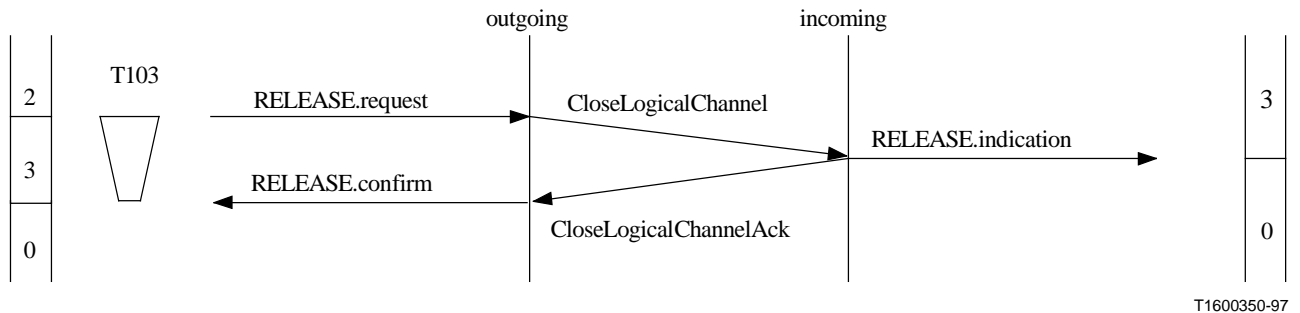 outgoing
incoming
T103
2
RELEASE.request
CloseLogicalChannel
3
RELEASE.indication
3
RELEASE.confirm
CloseLogicalChannelAck
0
0
T1600350-97